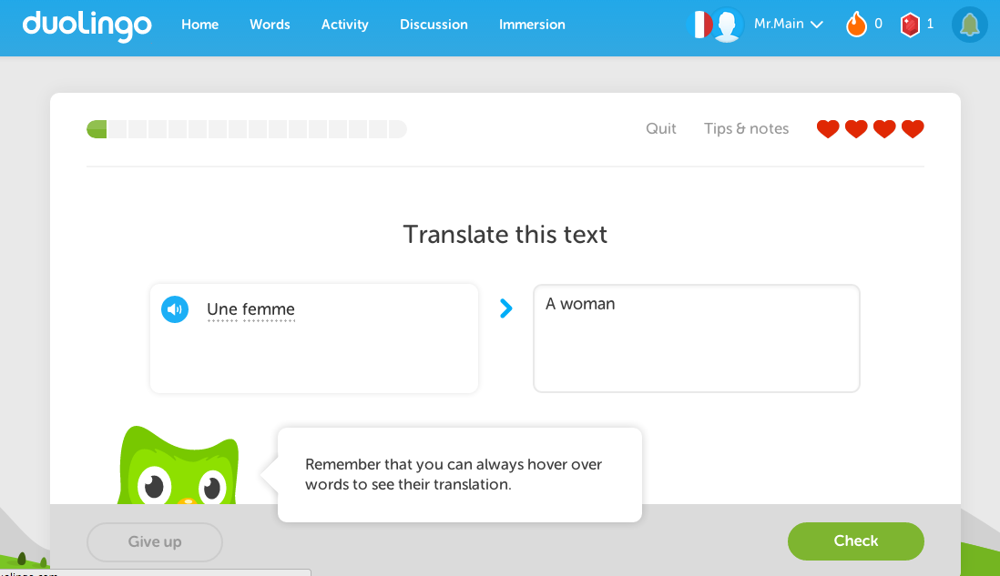 duolingo Home Words Activity Discussion Immersion Mr.Main 0 1
Quit Tips & notes
Translate this text
Une femme A woman
Remember that you can always hover over
words to see their translation.
Give up Check